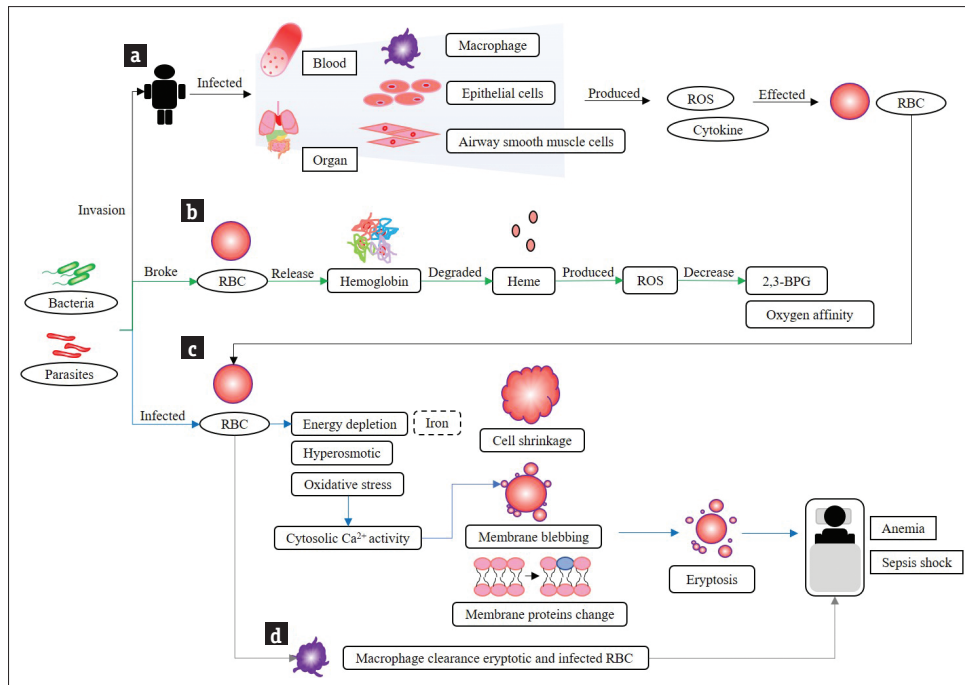 a
Infected
Blood
Organ
Macrophage
Epithelial cells
Airway smooth muscle cells
Produced
ROS
Cytokine
Effected
RBC
Invasion
Bacteria
Parasites
b
Broke
RBC
Release
Hemoglobin
Degraded
Heme
Produced
ROS
Decrease
2,3-BPG
Oxygen affinity
c
Infected
RBC
Energy depletion
Iron
Hyperosmotic
Oxidative stress
Cytosolic Ca²⁺ activity
Cell shrinkage
Membrane blebbing
Membrane proteins change
Eryptosis
Anemia
Sepsis shock
d
Macrophage clearance eryptotic and infected RBC